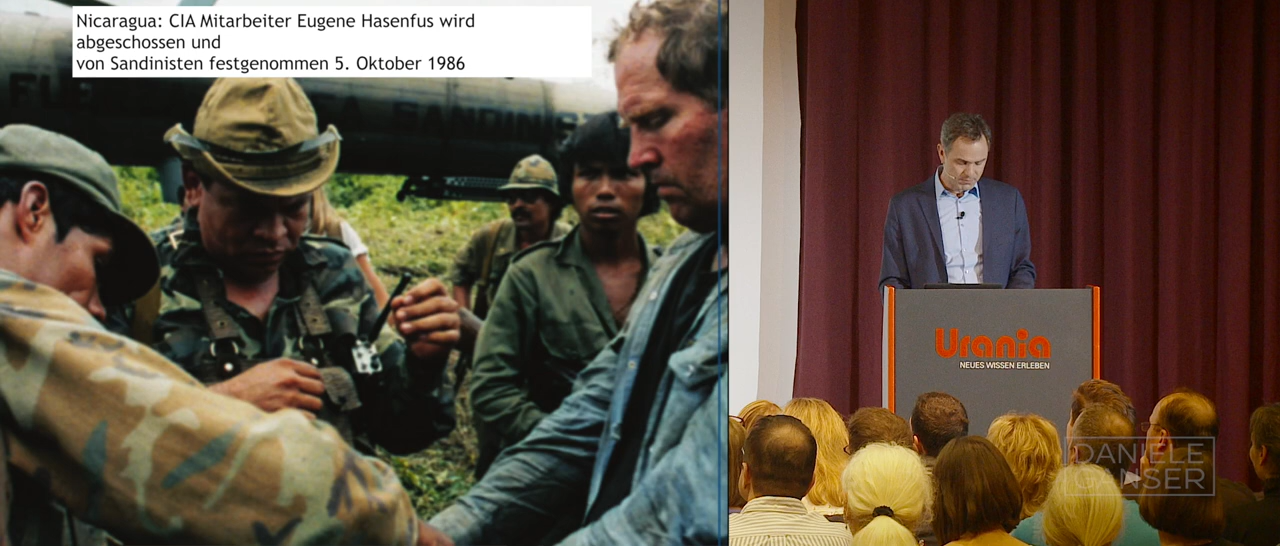 Nicaragua: CIA Mitarbeiter Eugene Hasenfus wird
abgeschossen und
von Sandinisten festgenommen 5. Oktober 1986
Urania
NEUES WISSEN ERLEBEN
DANIELE
GANSER